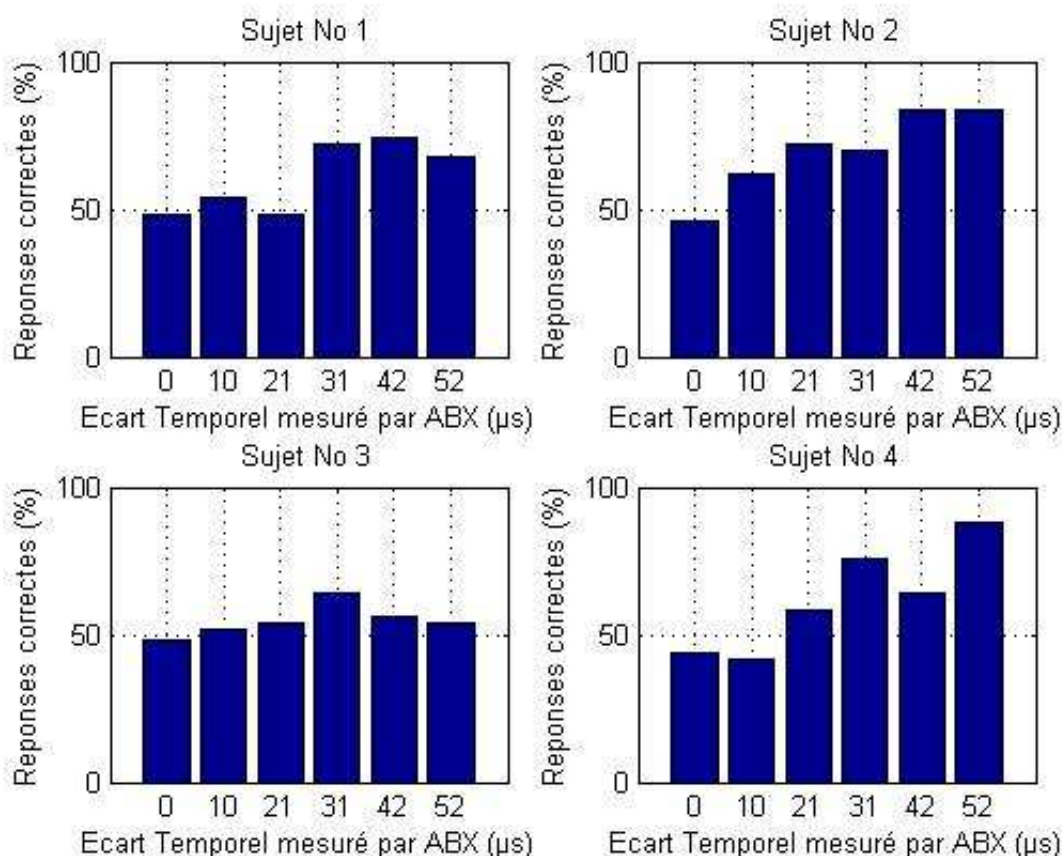 Sujet No 1
100
50
0
Reponses correctes (%)
0 10 21 31 42 52
Ecart Temporel mesuré par ABX (µs)
Sujet No 2
100
50
0
Reponses correctes (%)
0 10 21 31 42 52
Ecart Temporel mesuré par ABX (µs)
Sujet No 3
100
50
0
Reponses correctes (%)
0 10 21 31 42 52
Ecart Temporel mesuré par ABX (µs)
Sujet No 4
100
50
0
Reponses correctes (%)
0 10 21 31 42 52
Ecart Temporel mesuré par ABX (µs)